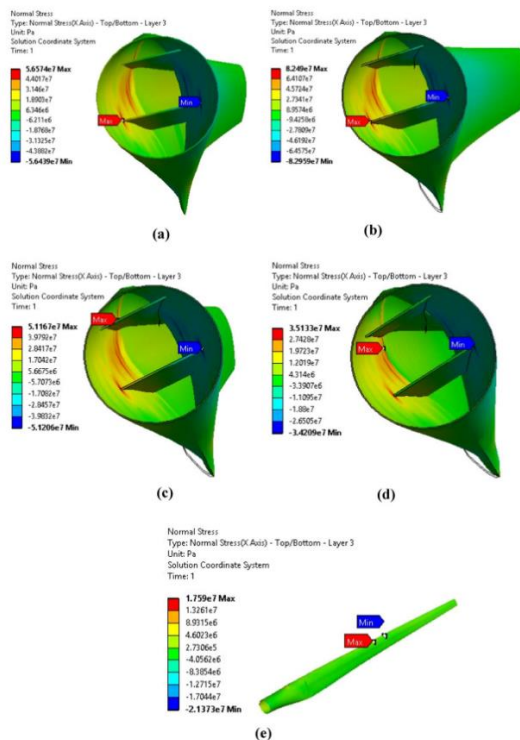 Normal Stress
Type: Normal Stress(X Axis) - Top/Bottom - Layer 3
Unit: Pa
Solution Coordinate System
Time: 1
5.6574e7 Max
4.4017e7
3.146e7
1.8903e7
6.346e6
-6.211e6
-1.8768e7
-3.1325e7
-4.3882e7
-5.6439e7 Min
Max
Min
(a)
Normal Stress
Type: Normal Stress(X Axis) - Top/Bottom - Layer 3
Unit: Pa
Solution Coordinate System
Time: 1
8.249e7 Max
6.4107e7
4.5724e7
2.7341e7
8.9574e6
-9.4258e6
-2.7809e7
-4.6192e7
-6.4575e7
-8.2959e7 Min
Max
Min
(b)
Normal Stress
Type: Normal Stress(X Axis) - Top/Bottom - Layer 3
Unit: Pa
Solution Coordinate System
Time: 1
5.1167e7 Max
3.9792e7
2.8417e7
1.7042e7
5.6675e6
-5.7073e6
-1.7082e7
-2.8457e7
-3.9832e7
-5.1206e7 Min
Max
Min
(c)
Normal Stress
Type: Normal Stress(X Axis) - Top/Bottom - Layer 3
Unit: Pa
Solution Coordinate System
Time: 1
3.5133e7 Max
2.7428e7
1.9723e7
1.2019e7
4.314e6
-3.3907e6
-1.1095e7
-1.88e7
-2.6505e7
-3.4209e7 Min
Max
Min
(d)
Normal Stress
Type: Normal Stress(X Axis) - Top/Bottom - Layer 3
Unit: Pa
Solution Coordinate System
Time: 1
1.759e7 Max
1.3261e7
8.9315e6
4.6023e6
2.7306e5
-4.0562e6
-8.3854e6
-1.2715e7
-1.7044e7
-2.1373e7 Min
Min
Max
(e)